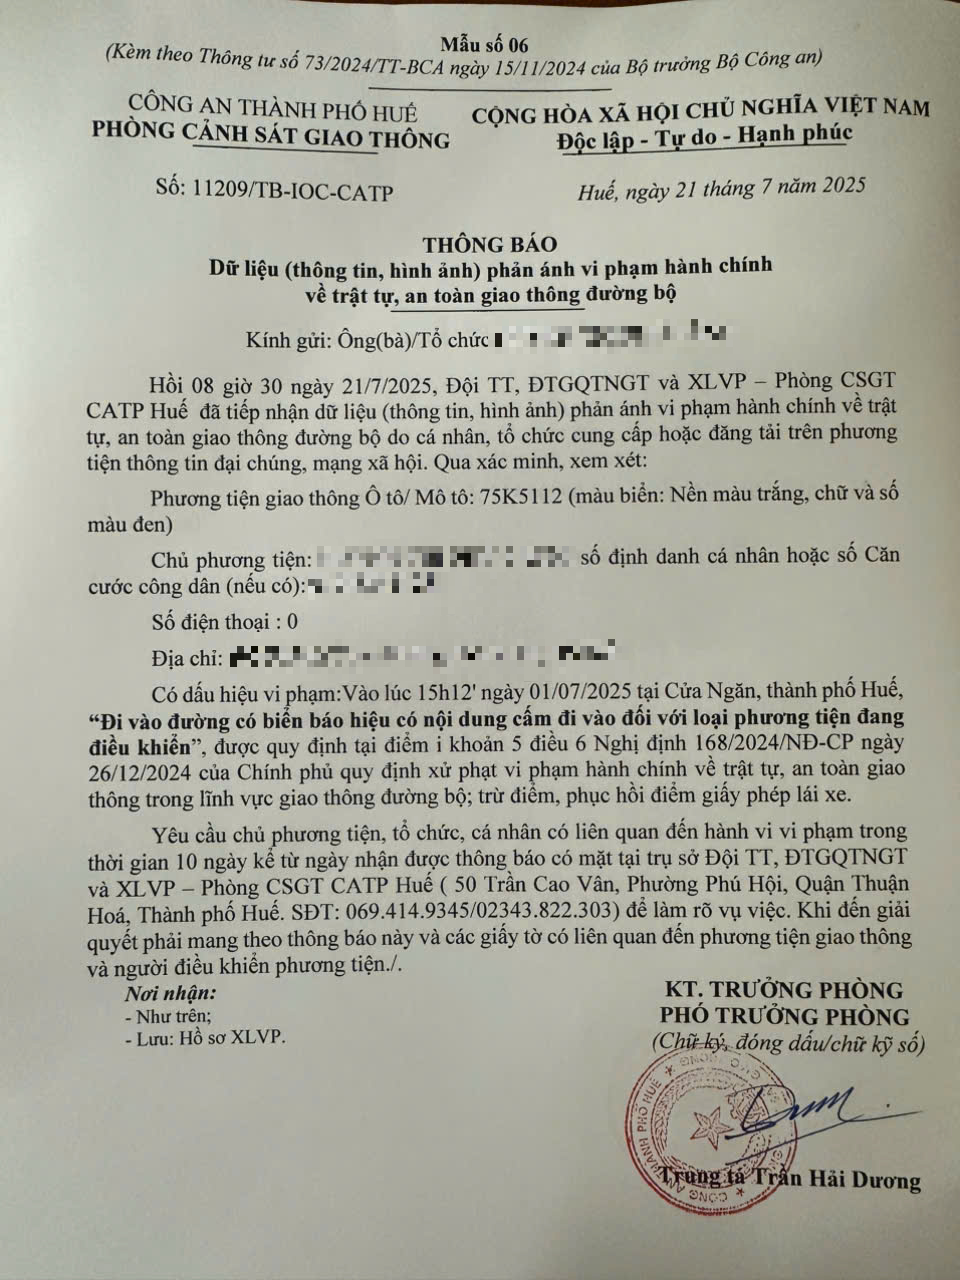 Mẫu số 06
(Kèm theo Thông tư số 73/2024/TT-BCA ngày 15/11/2024 của Bộ trưởng Bộ Công an)
CÔNG AN THÀNH PHỐ HUẾ
PHÒNG CẢNH SÁT GIAO THÔNG
CỘNG HÒA XÃ HỘI CHỦ NGHĨA VIỆT NAM
Độc lập - Tự do - Hạnh phúc
Số: 11209/TB-IOC-CATP
Huế, ngày 21 tháng 7 năm 2025
THÔNG BÁO
Dữ liệu (thông tin, hình ảnh) phản ánh vi phạm hành chính
về trật tự, an toàn giao thông đường bộ
Kính gửi: Ông(bà)/Tổ chức
Hồi 08 giờ 30 ngày 21/7/2025, Đội TT, ĐTGQTNGT và XLVP – Phòng CSGT
CATP Huế đã tiếp nhận dữ liệu (thông tin, hình ảnh) phản ánh vi phạm hành chính về trật
tự, an toàn giao thông đường bộ do cá nhân, tổ chức cung cấp hoặc đăng tải trên phương
tiện thông tin đại chúng, mạng xã hội. Qua xác minh, xem xét:
Phương tiện giao thông Ô tô/ Mô tô: 75K5112 (màu biển: Nền màu trắng, chữ và số
màu đen)
Chủ phương tiện: số định danh cá nhân hoặc số Căn
cước công dân (nếu có):
Số điện thoại : 0
Địa chỉ:
Có dấu hiệu vi phạm:Vào lúc 15h12' ngày 01/07/2025 tại Cửa Ngăn, thành phố Huế,
“Đi vào đường có biển báo hiệu có nội dung cấm đi vào đối với loại phương tiện đang
điều khiển”, được quy định tại điểm i khoản 5 điều 6 Nghị định 168/2024/NĐ-CP ngày
26/12/2024 của Chính phủ quy định xử phạt vi phạm hành chính về trật tự, an toàn giao
thông trong lĩnh vực giao thông đường bộ; trừ điểm, phục hồi điểm giấy phép lái xe.
Yêu cầu chủ phương tiện, tổ chức, cá nhân có liên quan đến hành vi vi phạm trong
thời gian 10 ngày kể từ ngày nhận được thông báo có mặt tại trụ sở Đội TT, ĐTGQTNGT
và XLVP – Phòng CSGT CATP Huế ( 50 Trần Cao Vân, Phường Phú Hội, Quận Thuận
Hoá, Thành phố Huế. SĐT: 069.414.9345/02343.822.303) để làm rõ vụ việc. Khi đến giải
quyết phải mang theo thông báo này và các giấy tờ có liên quan đến phương tiện giao thông
và người điều khiển phương tiện./.
Nơi nhận:
- Như trên;
- Lưu: Hồ sơ XLVP.
KT. TRƯỞNG PHÒNG
PHÓ TRƯỞNG PHÒNG
(Chữ ký, đóng dấu/chữ ký số)
Trung tá Trần Hải Dương